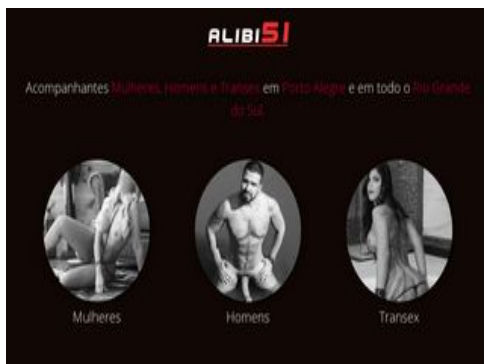 ALIBI51
Acompanhantes Mulheres, Homens e Transex em Porto Alegre e em todo o Rio Grande
do Sul.
Mulheres
Homens
Transex